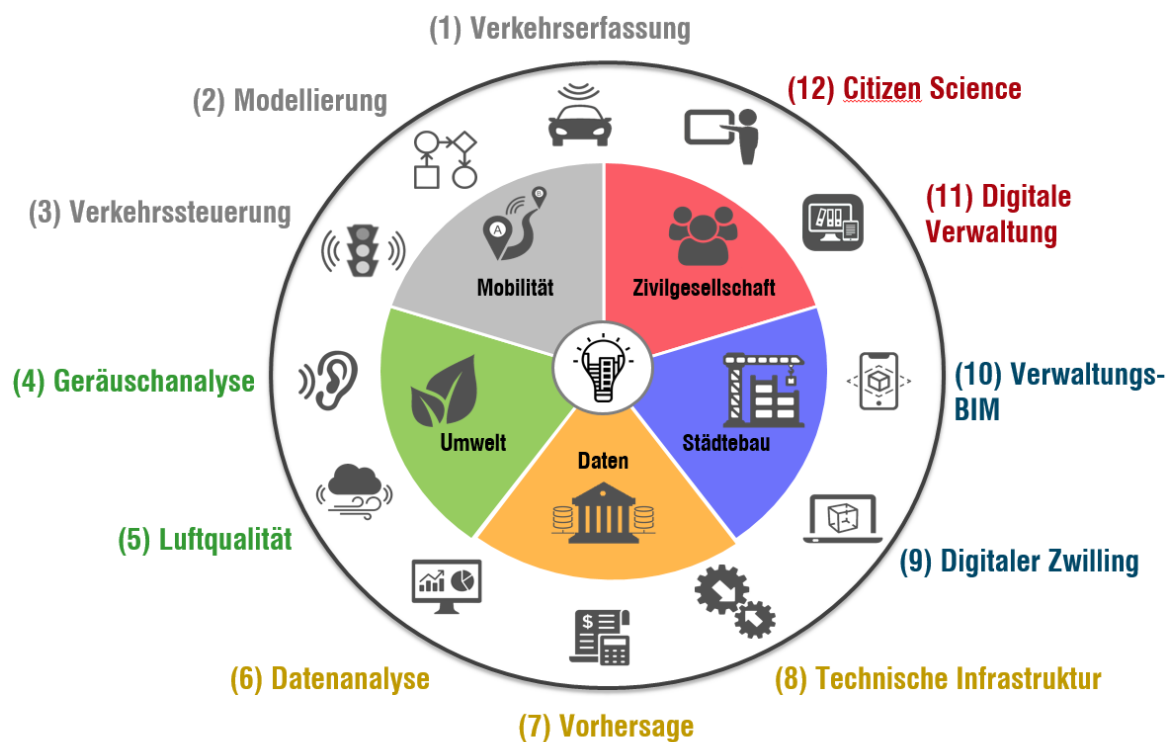 (1) Verkehrserfassung
(2) Modellierung
(3) Verkehrssteuerung
(4) Geräuschanalyse
(5) Luftqualität
(6) Datenanalyse
(7) Vorhersage
(8) Technische Infrastruktur
(9) Digitaler Zwilling
(10) Verwaltungs-
BIM
(11) Digitale
Verwaltung
(12) Citizen Science
Mobilität
A
B
Zivilgesellschaft
Umwelt
Daten
Städtebau
$